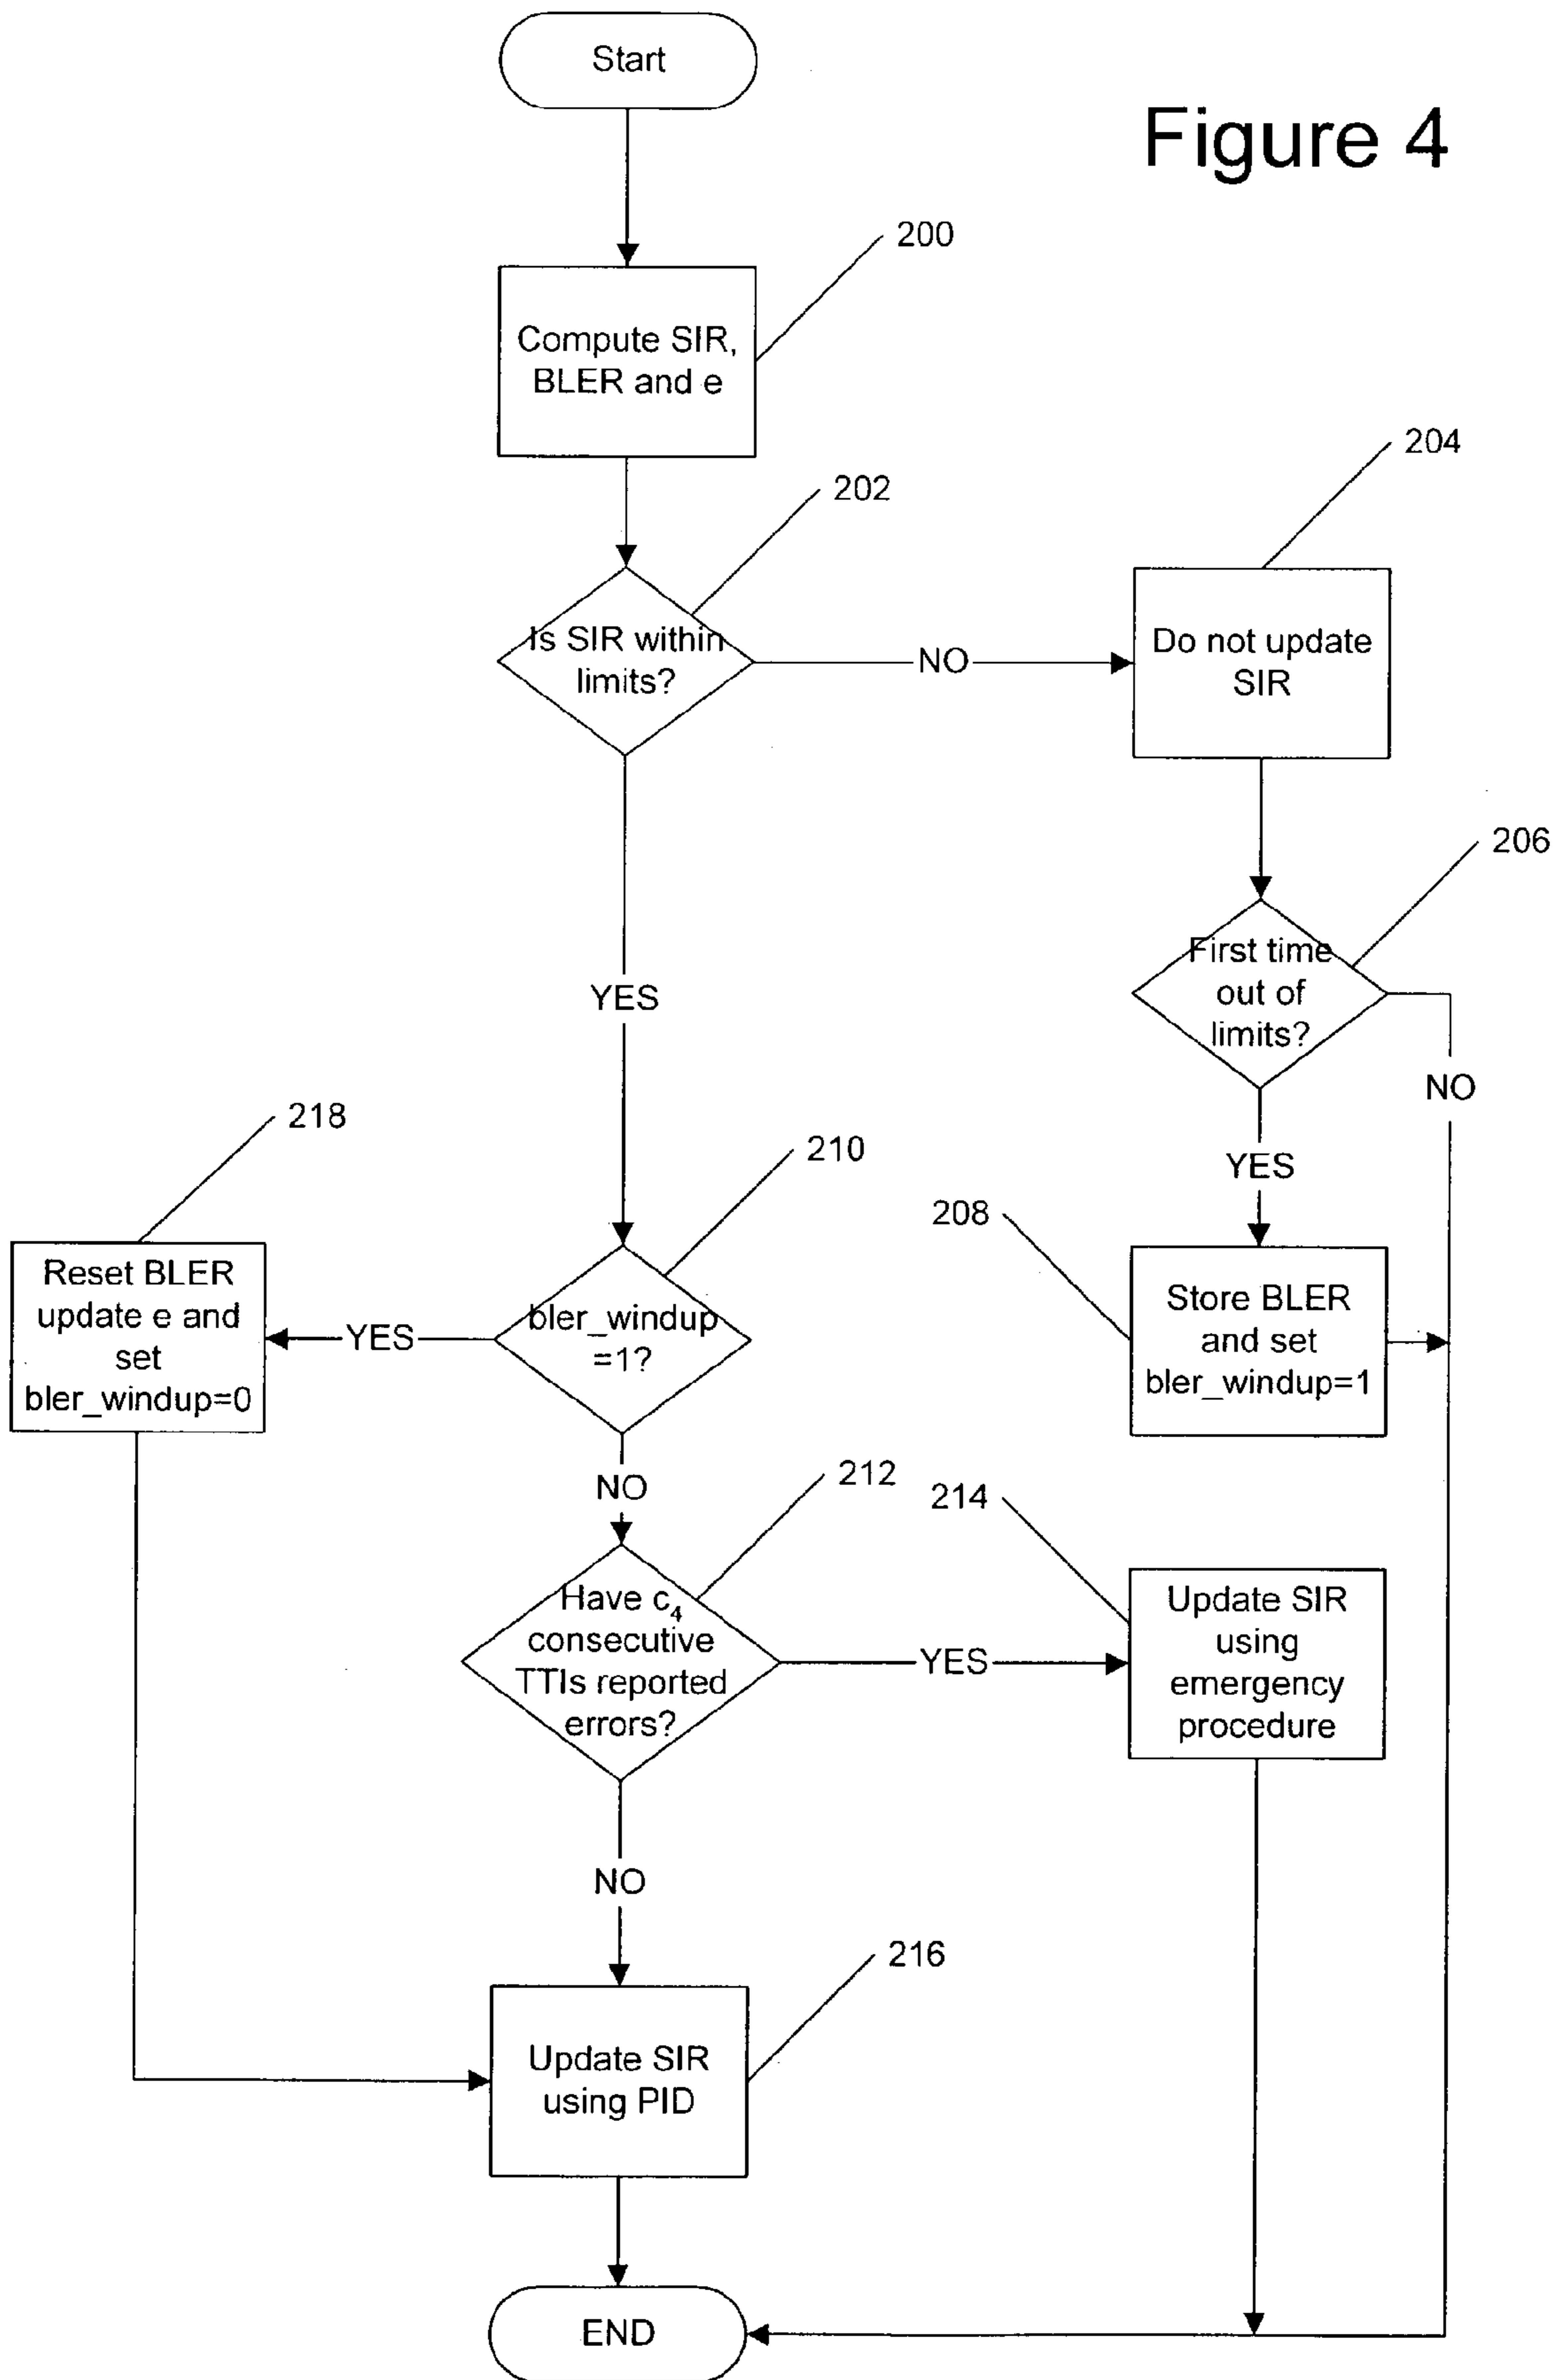 Start
Figure 4
200
Compute SIR,
BLER and e
204
202
Is SIR within
limits?
NO
Do not update
SIR
206
First time
out of
limits?
YES
NO
218
210
YES
208
Reset BLER
update e and
set
bler_windup=0
YES
bler_windup
=1?
Store BLER
and set
bler_windup=1
NO
212
214
Have c₄
consecutive
TTIs reported
errors?
YES
Update SIR
using
emergency
procedure
NO
216
Update SIR
using PID
END